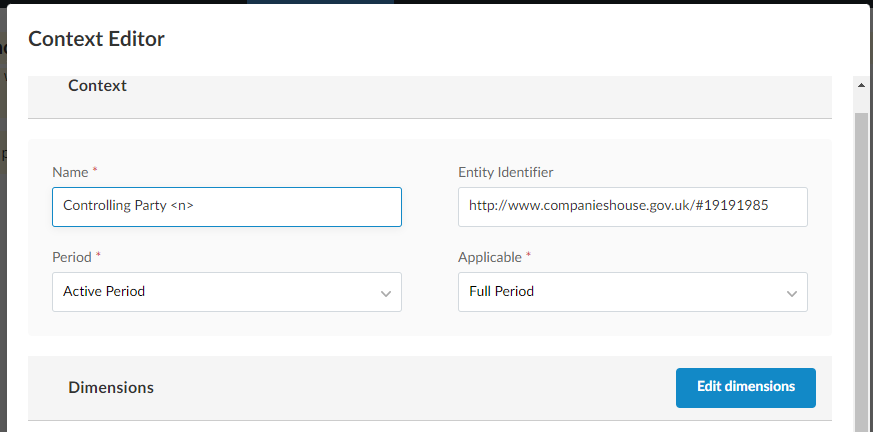 Context Editor
Context
Name *
Entity Identifier
Controlling Party <n>
http://www.companieshouse.gov.uk/#19191985
Period *
Applicable *
Active Period
Full Period
Dimensions
Edit dimensions